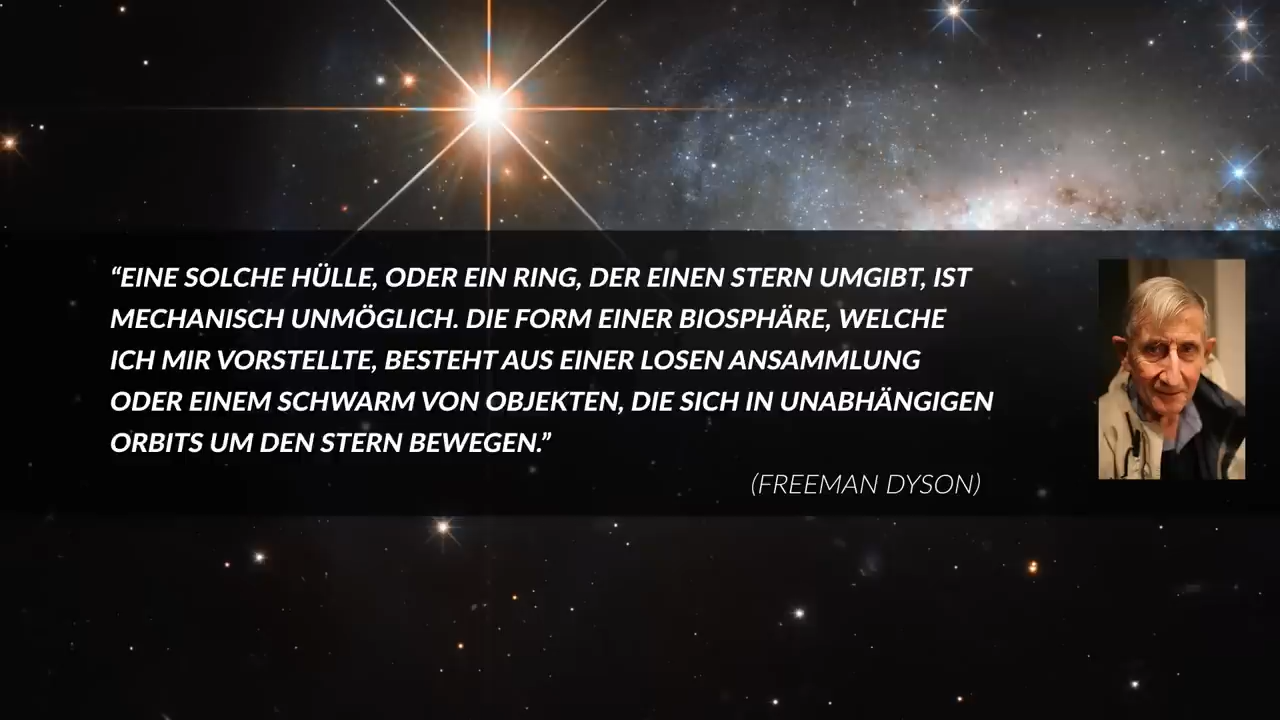 “EINE SOLCHE HÜLLE, ODER EIN RING, DER EINEN STERN UMGIBT, IST
MECHANISCH UNMÖGLICH. DIE FORM EINER BIOSPHÄRE, WELCHE
ICH MIR VORSTELLTE, BESTEHT AUS EINER LOSEN ANSAMMLUNG
ODER EINEM SCHWARM VON OBJEKTEN, DIE SICH IN UNABHÄNGIGEN
ORBITS UM DEN STERN BEWEGEN.”
(FREEMAN DYSON)